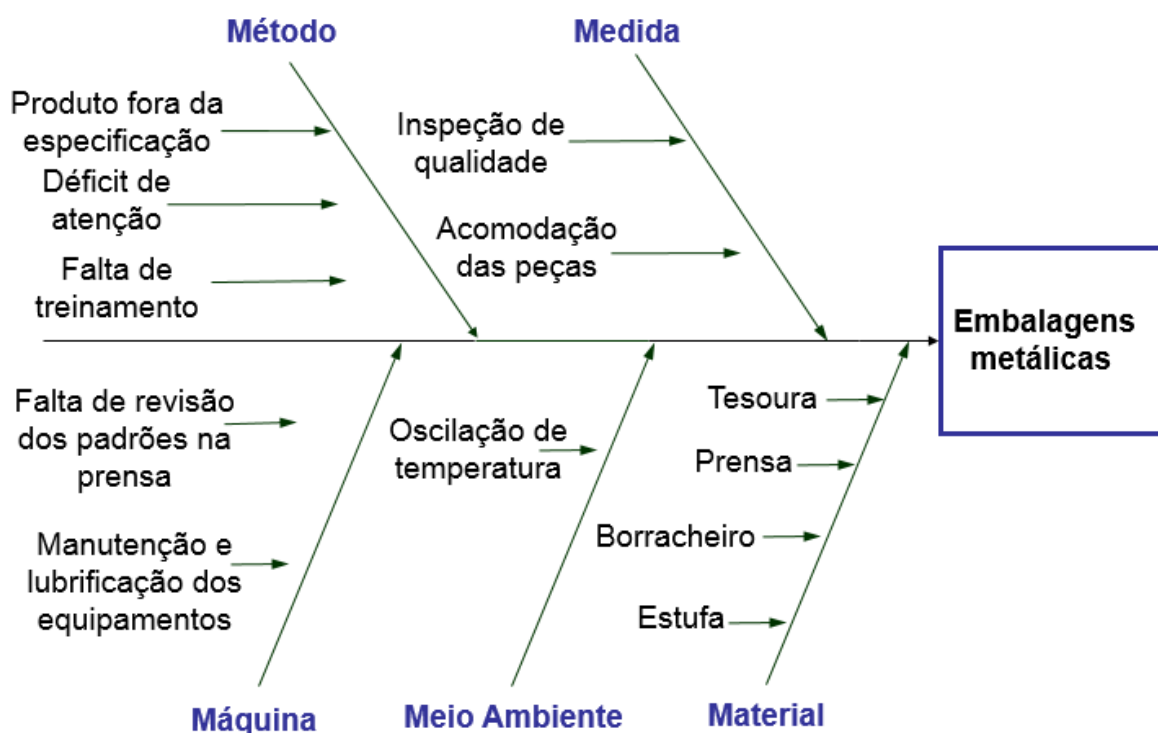 Método
Medida
Produto fora da
especificação
Déficit de
atenção
Falta de
treinamento
Inspeção de
qualidade
Acomodação
das peças
Embalagens
metálicas
Falta de revisão
dos padrões na
prensa
Manutenção e
lubrificação dos
equipamentos
Oscilação de
temperatura
Tesoura
Prensa
Borracheiro
Estufa
Máquina
Meio Ambiente
Material